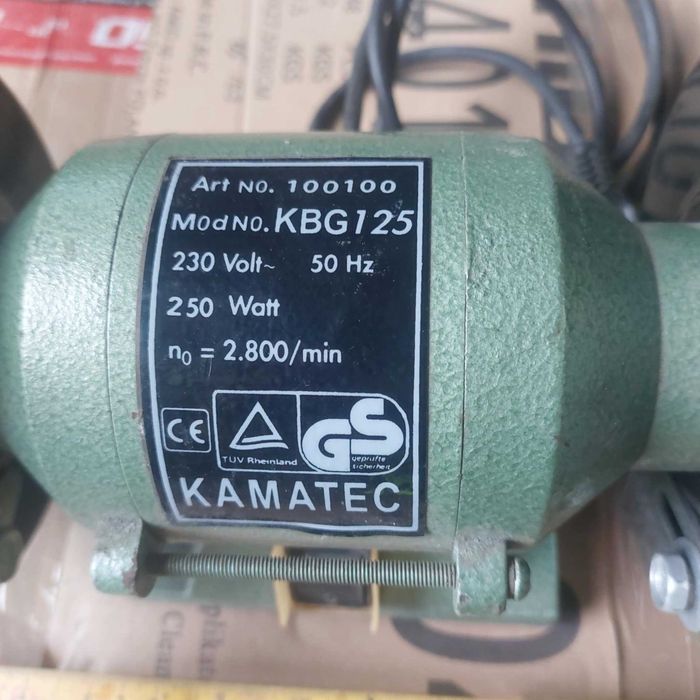 Art No. 100100
Mod No. KBG125
230 Volt~ 50 Hz
250 Watt
n₀ = 2.800/min
CE
TÜV Rheinland
GS
geprüfte
Sicherheit
KAMATEC